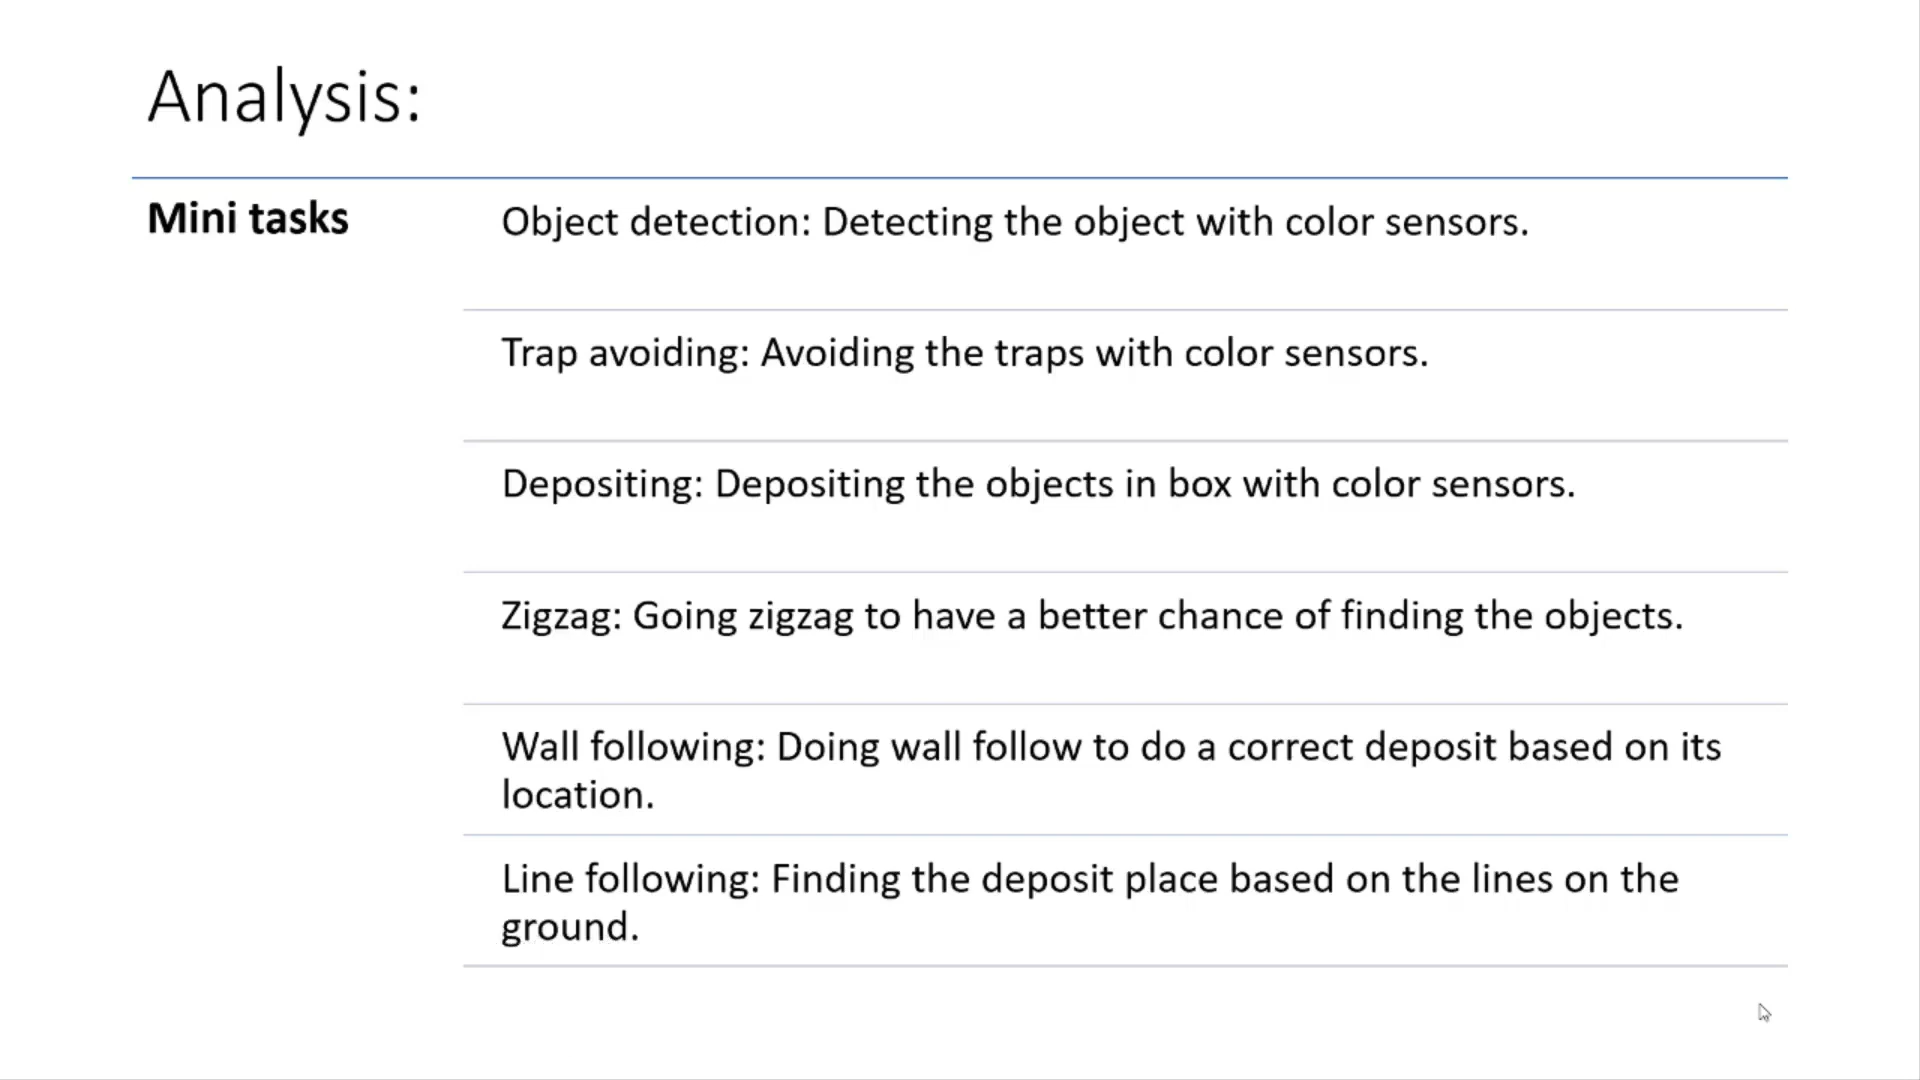 Analysis:
Mini tasks
Object detection: Detecting the object with color sensors.
Trap avoiding: Avoiding the traps with color sensors.
Depositing: Depositing the objects in box with color sensors.
Zigzag: Going zigzag to have a better chance of finding the objects.
Wall following: Doing wall follow to do a correct deposit based on its
location.
Line following: Finding the deposit place based on the lines on the
ground.